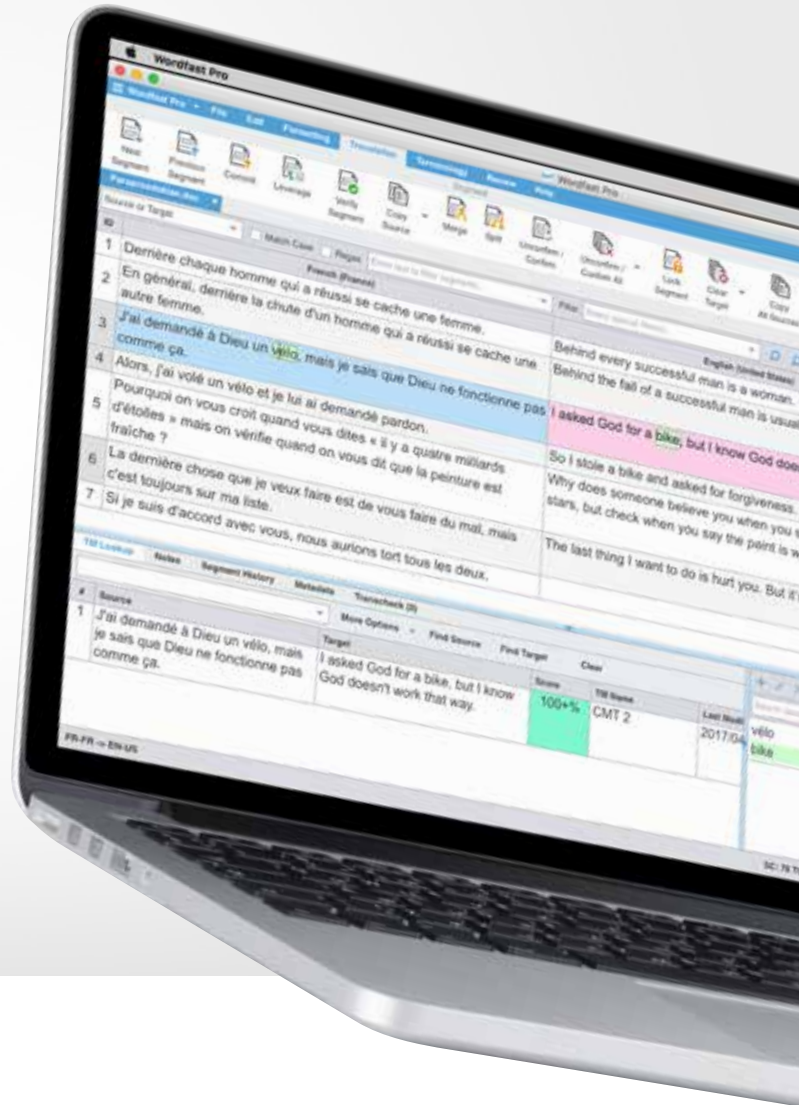 Wordfast Pro
Wordfast Pro
Wordfast Pro File Edit Formatting Translation Terminology Review Help
Next Segment
Previous Segment
Commit
Leverage
Verify Segment
Copy Source
Segment
Merge
Split
Unconfirm / Confirm
Unconfirm / Confirm All
Lock Segment
Clear Target
Copy All Sources
Source or Target
Match Case
Regex
Filter
ID
French (France)
English (United States)
1 Derrière chaque homme qui a réussi se cache une femme.
Behind every successful man is a woman.
2 En général, derrière la chute d'un homme qui a réussi se cache une
autre femme.
Behind the fall of a successful man is usual
3 J'ai demandé à Dieu un vélo, mais je sais que Dieu ne fonctionne pas
comme ça.
I asked God for a bike, but I know God does
4 Alors, j'ai volé un vélo et je lui ai demandé pardon.
So I stole a bike and asked for forgiveness.
5 Pourquoi on vous croit quand vous dites « il y a quatre milliards
d'étoiles » mais on vérifie quand on vous dit que la peinture est
fraîche ?
Why does someone believe you when you s
stars, but check when you say the paint is w
6 La dernière chose que je veux faire est de vous faire du mal, mais
c'est toujours sur ma liste.
The last thing I want to do is hurt you. But it'
7 Si je suis d'accord avec vous, nous aurions tort tous les deux.
TM Lookup Notes Segment History Metadata Transcheck (0)
More Options Find Source Find Target Clear
# Source Target Score TM Name Last Modi
1 J'ai demandé à Dieu un vélo, mais
je sais que Dieu ne fonctionne pas
comme ça.
I asked God for a bike, but I know
God doesn't work that way.
100+%
CMT 2
2017/04
vélo
bike
FR-FR -> EN-US
SC: 76